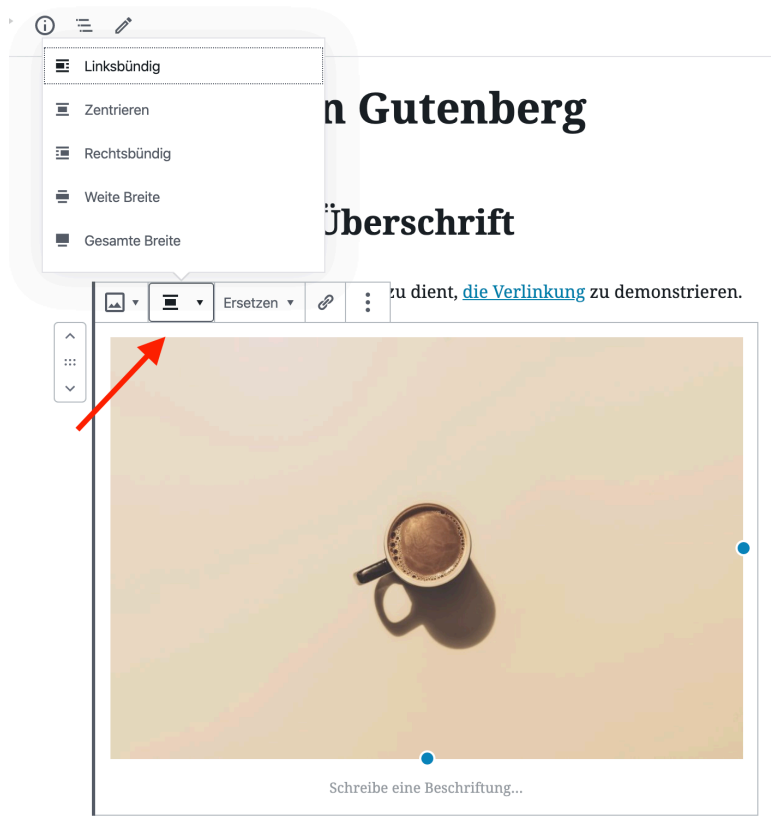 Linksbündig
Zentrieren
Rechtsbündig
Weite Breite
Gesamte Breite
n Gutenberg
Überschrift
zu dient, die Verlinkung zu demonstrieren.
Ersetzen
Schreibe eine Beschriftung...